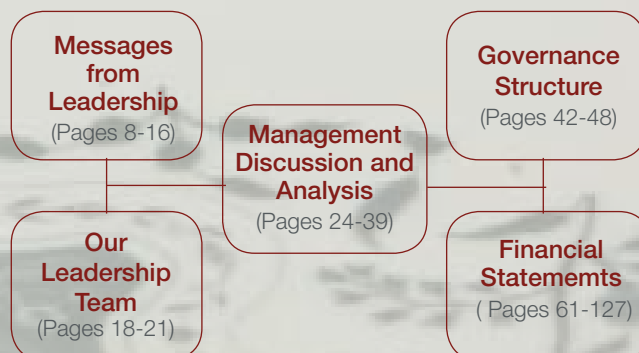 Messages
from
Leadership
(Pages 8-16)
Our
Leadership
Team
(Pages 18-21)
Management
Discussion and
Analysis
(Pages 24-39)
Governance
Structure
(Pages 42-48)
Financial
Statememts
( Pages 61-127)